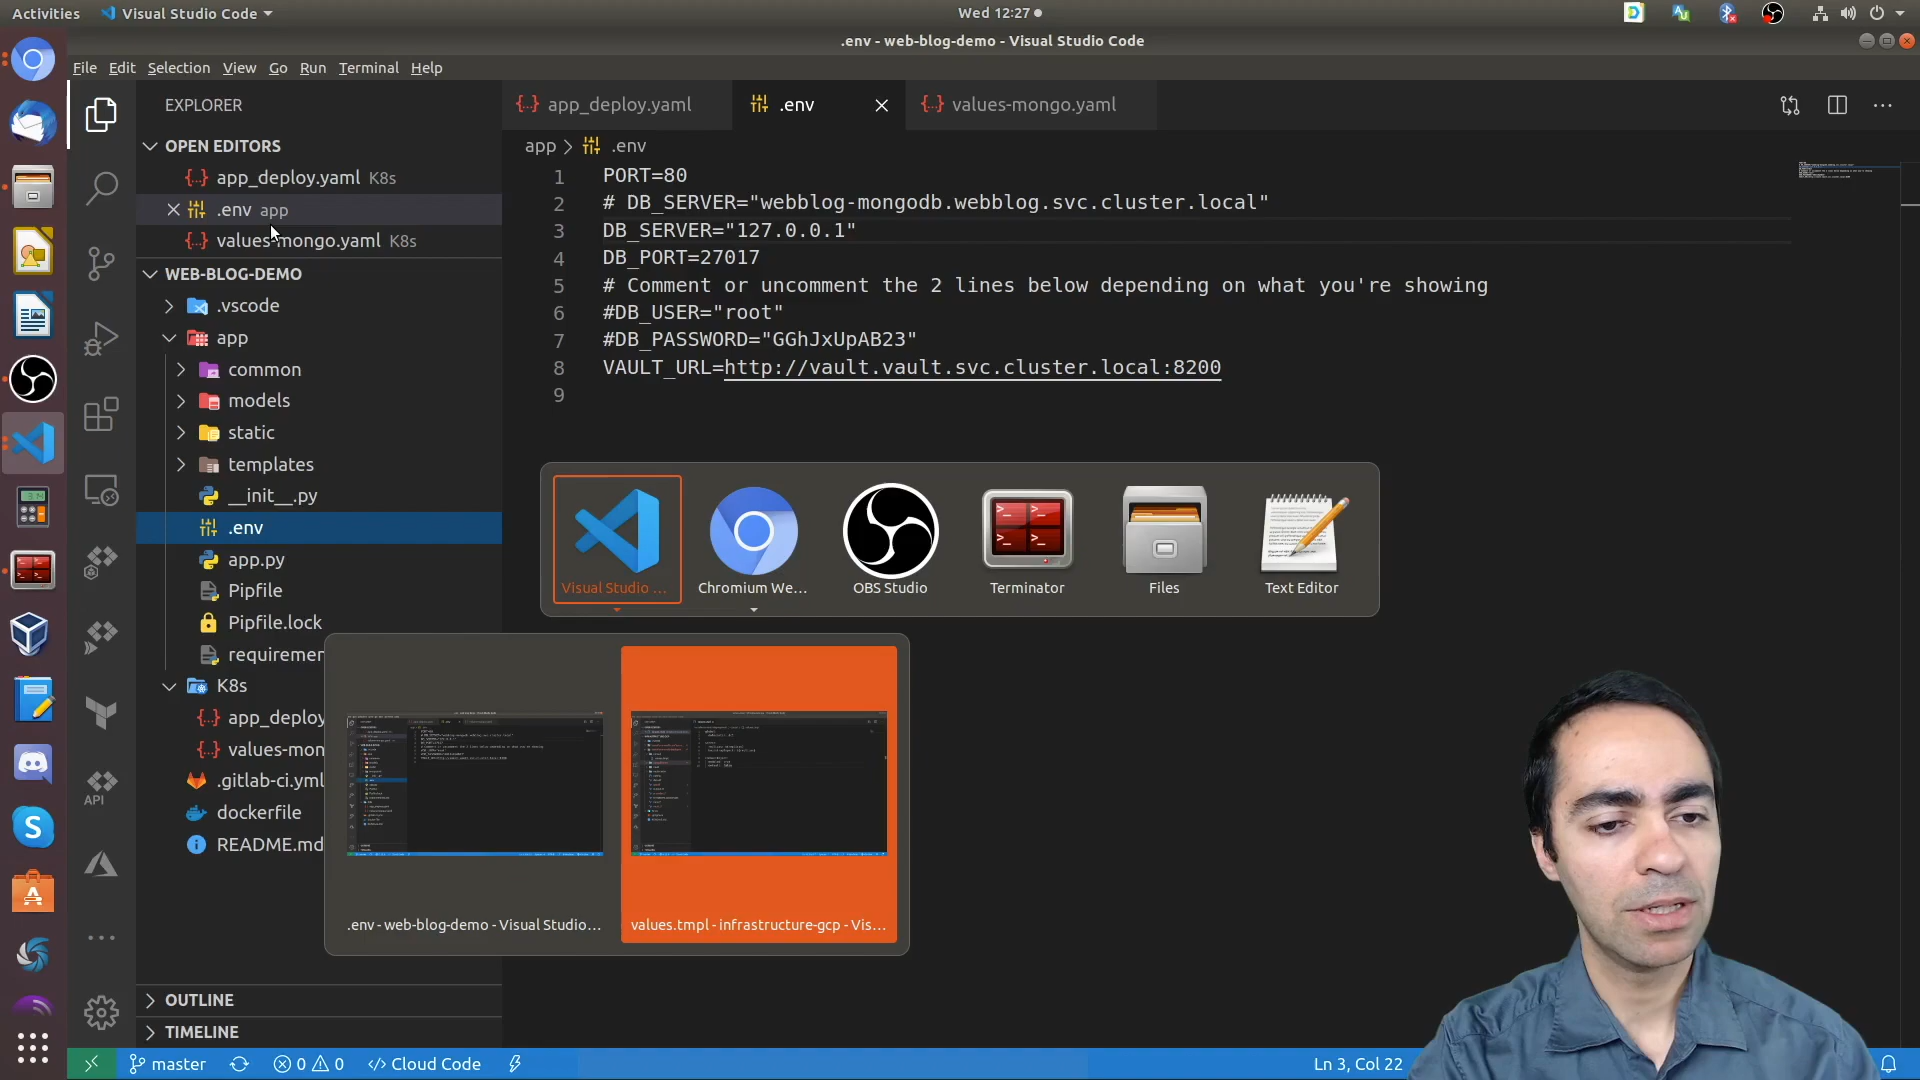 Activities
Visual Studio Code
Wed 12:27
.env - web-blog-demo - Visual Studio Code
File Edit Selection View Go Run Terminal Help
EXPLORER
OPEN EDITORS
app_deploy.yaml K8s
.env app
values-mongo.yaml K8s
WEB-BLOG-DEMO
.vscode
app
common
models
static
templates
__init__.py
.env
app.py
Pipfile
Pipfile.lock
requiremen
K8s
app_deploy
values-mon
.gitlab-ci.yml
dockerfile
README.md
OUTLINE
TIMELINE
app_deploy.yaml
.env
values-mongo.yaml
app > .env
1 PORT=80
2 # DB_SERVER="webblog-mongodb.webblog.svc.cluster.local"
3 DB_SERVER="127.0.0.1"
4 DB_PORT=27017
5 # Comment or uncomment the 2 lines below depending on what you're showing
6 #DB_USER="root"
7 #DB_PASSWORD="GGhJxUpAB23"
8 VAULT_URL=http://vault.vault.svc.cluster.local:8200
9
Visual Studio ...
Chromium We...
OBS Studio
Terminator
Files
Text Editor
.env - web-blog-demo - Visual Studio...
values.tmpl - infrastructure-gcp - Vis...
API
master
0 0
Cloud Code
Ln 3, Col 22